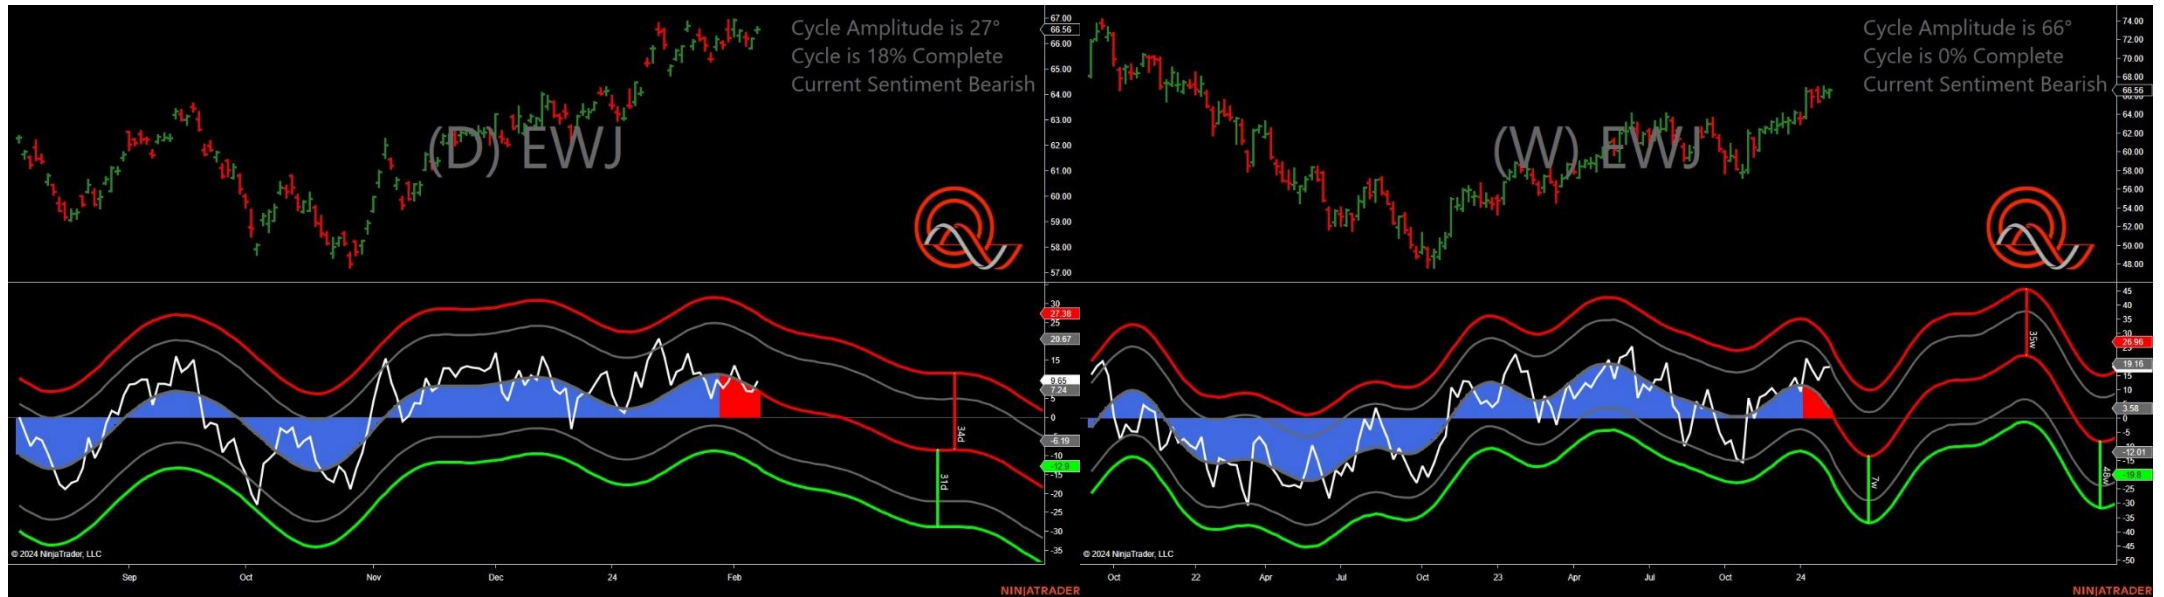 Cycle Amplitude is 27°
Cycle is 18% Complete
Current Sentiment Bearish
(D) EWJ
67.00
66.56
66.00
65.00
64.00
63.00
62.00
61.00
60.00
59.00
58.00
57.00
30
27.38
25
20.67
15
9.65
7.24
5
0
-5
-6.19
-10
-12.9
-15
-20
-25
-30
-35
34d
31d
© 2024 NinjaTrader, LLC
Sep
Oct
Nov
Dec
24
Feb
NINJATRADER
Cycle Amplitude is 66°
Cycle is 0% Complete
Current Sentiment Bearish
(W) EWJ
74.00
72.00
70.00
68.00
66.56
64.00
62.00
60.00
58.00
56.00
54.00
52.00
50.00
48.00
45
40
35
30
26.96
19.16
15
10
5
3.58
0
-5
-12.01
-15
-19.8
-25
-30
-35
-40
-45
-50
35w
7w
48w
© 2024 NinjaTrader, LLC
Oct
22
Apr
Jul
Oct
23
Apr
Jul
Oct
24
NINJATRADER